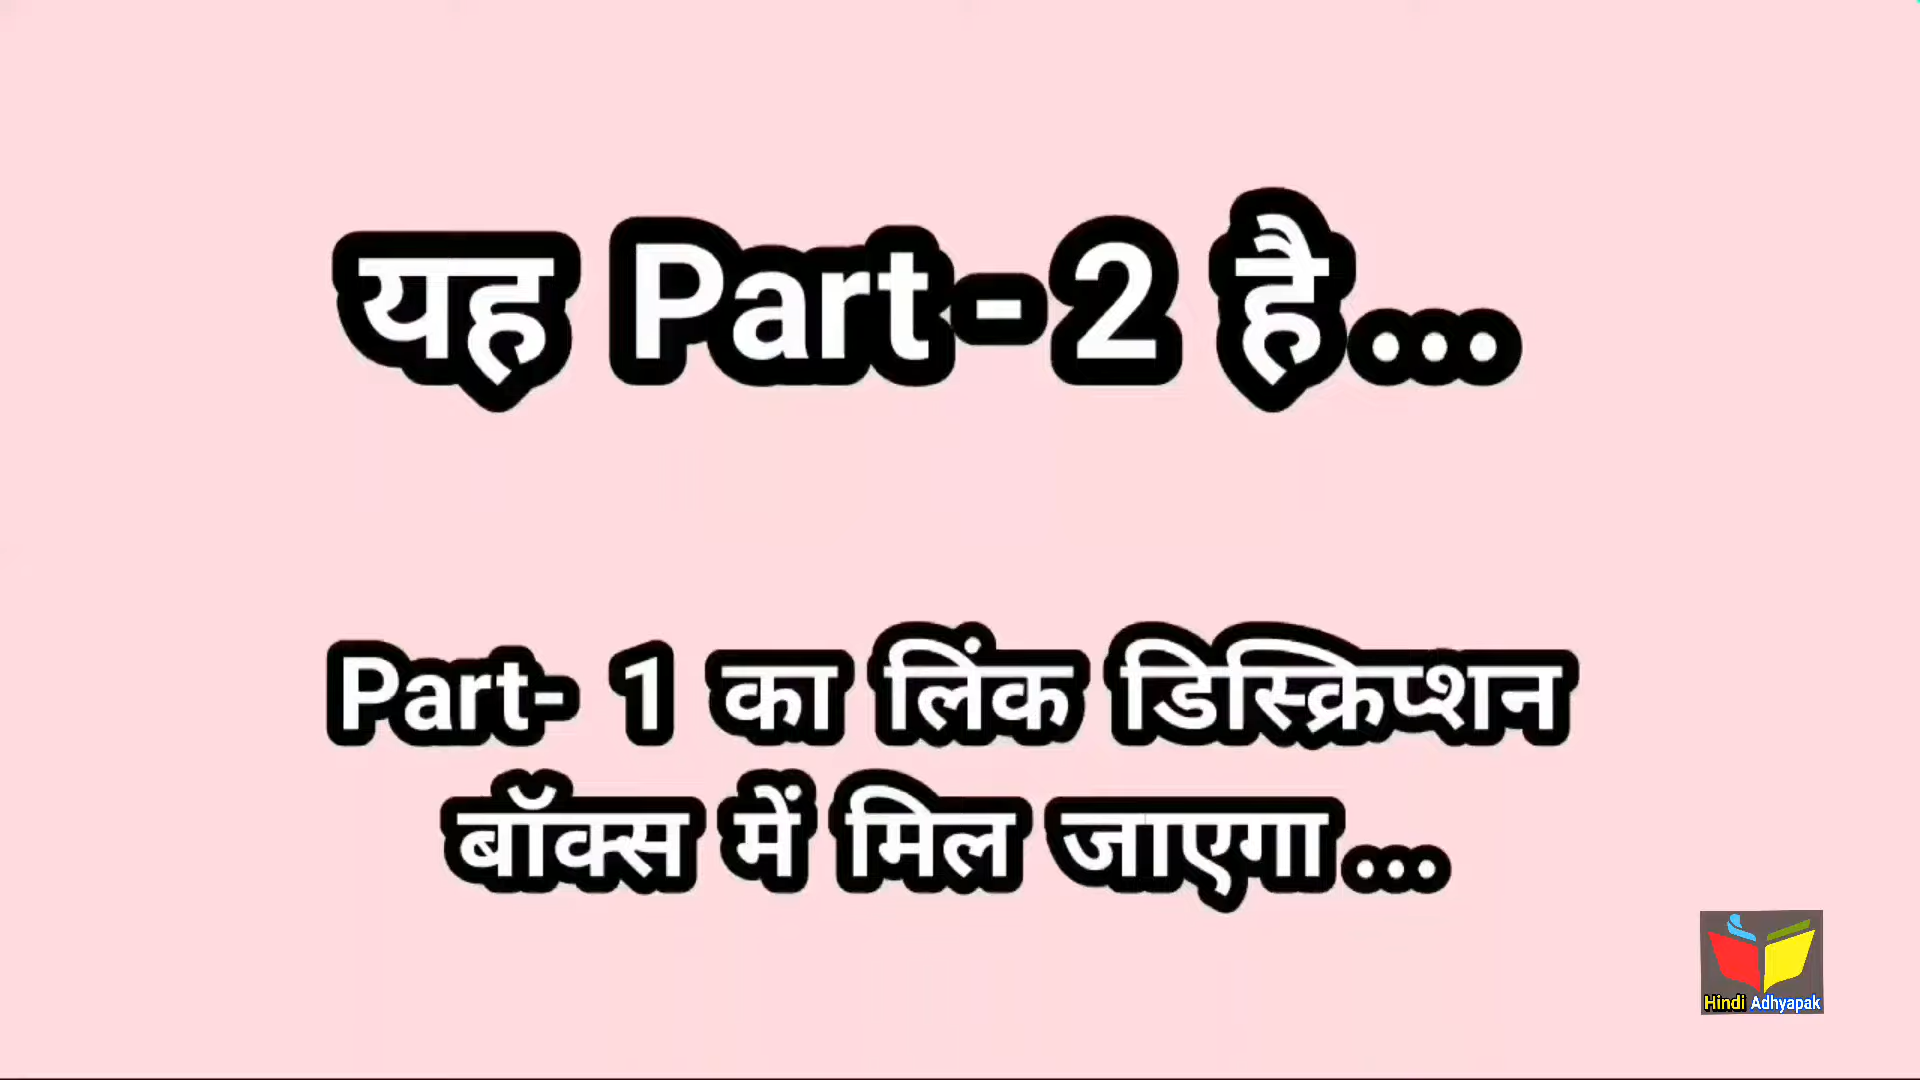 यह Part-2 है...
Part- 1 का लिंक डिस्क्रिप्शन
बॉक्स में मिल जाएगा...
Hindi Adhyapak